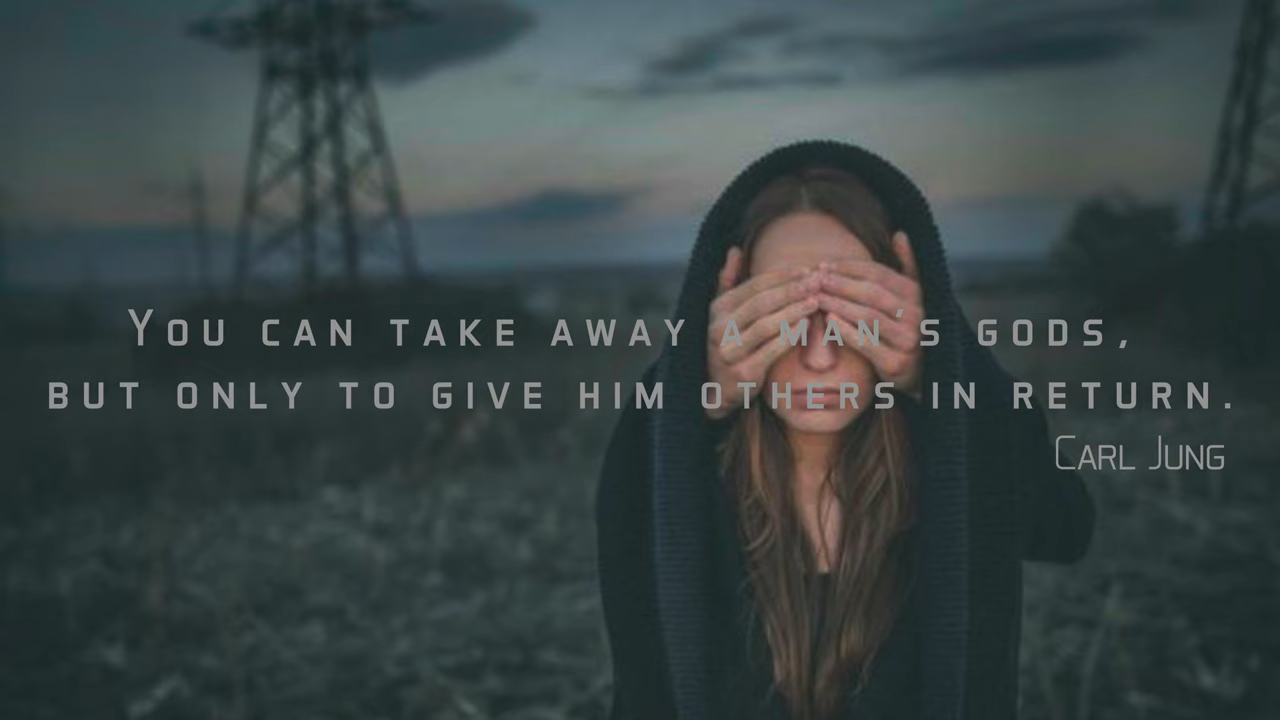 You can take away a man's gods,
but only to give him others in return.
Carl Jung